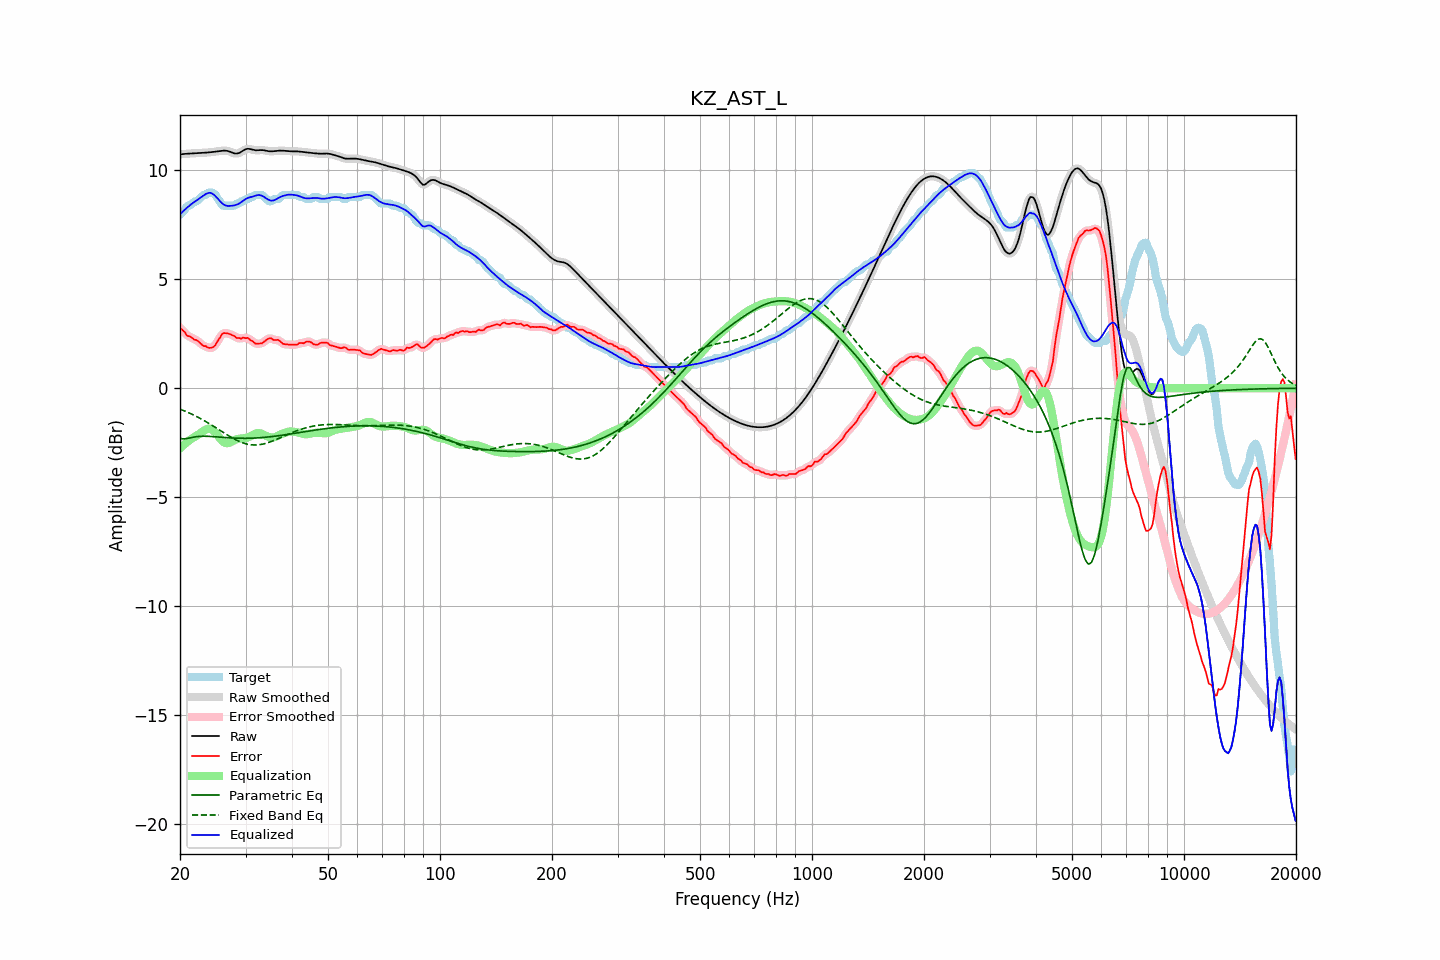 KZ_AST_L
Amplitude (dBr)
10
5
0
−5
−10
−15
−20
Target
Raw Smoothed
Error Smoothed
Raw
Error
Equalization
Parametric Eq
Fixed Band Eq
Equalized
20 50 100 200 500 1000 2000 5000 10000 20000
Frequency (Hz)